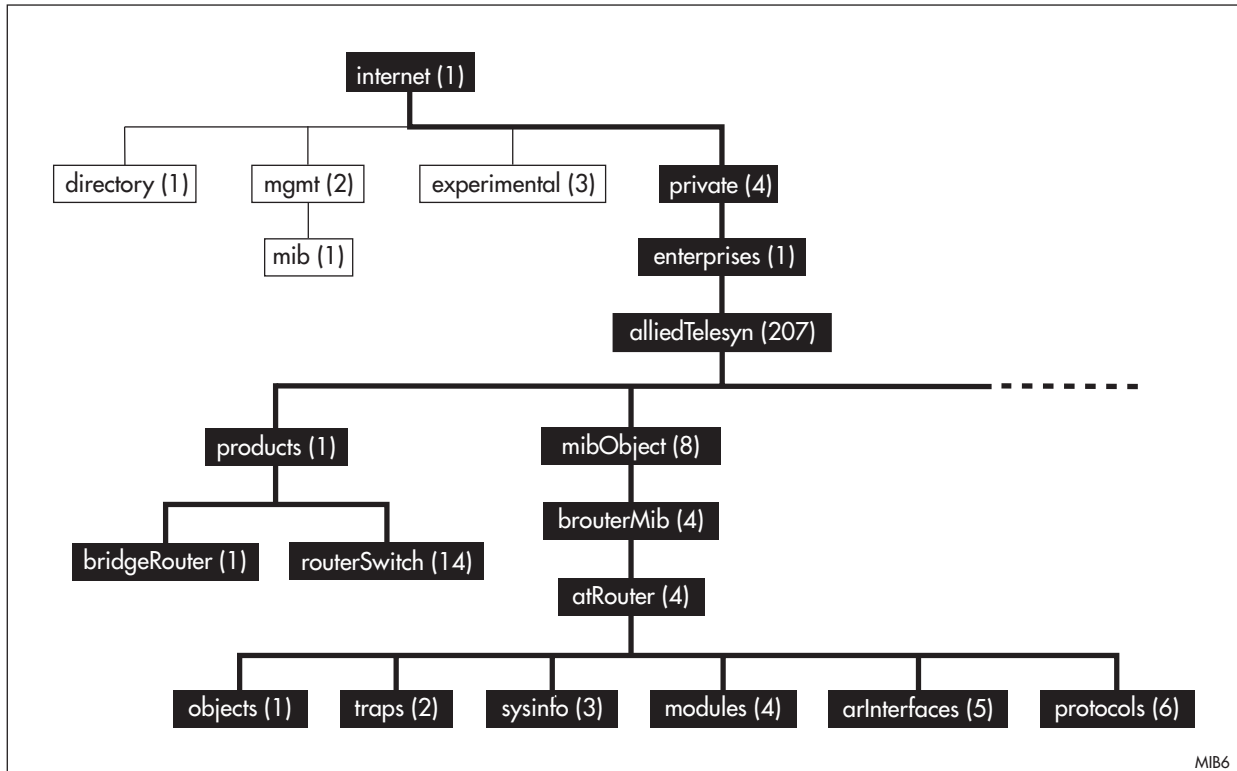 internet (1)
directory (1)
mgmt (2)
experimental (3)
private (4)
mib (1)
enterprises (1)
alliedTelesyn (207)
products (1)
mibObject (8)
bridgeRouter (1)
routerSwitch (14)
brouterMib (4)
atRouter (4)
objects (1)
traps (2)
sysinfo (3)
modules (4)
arInterfaces (5)
protocols (6)
MIB6